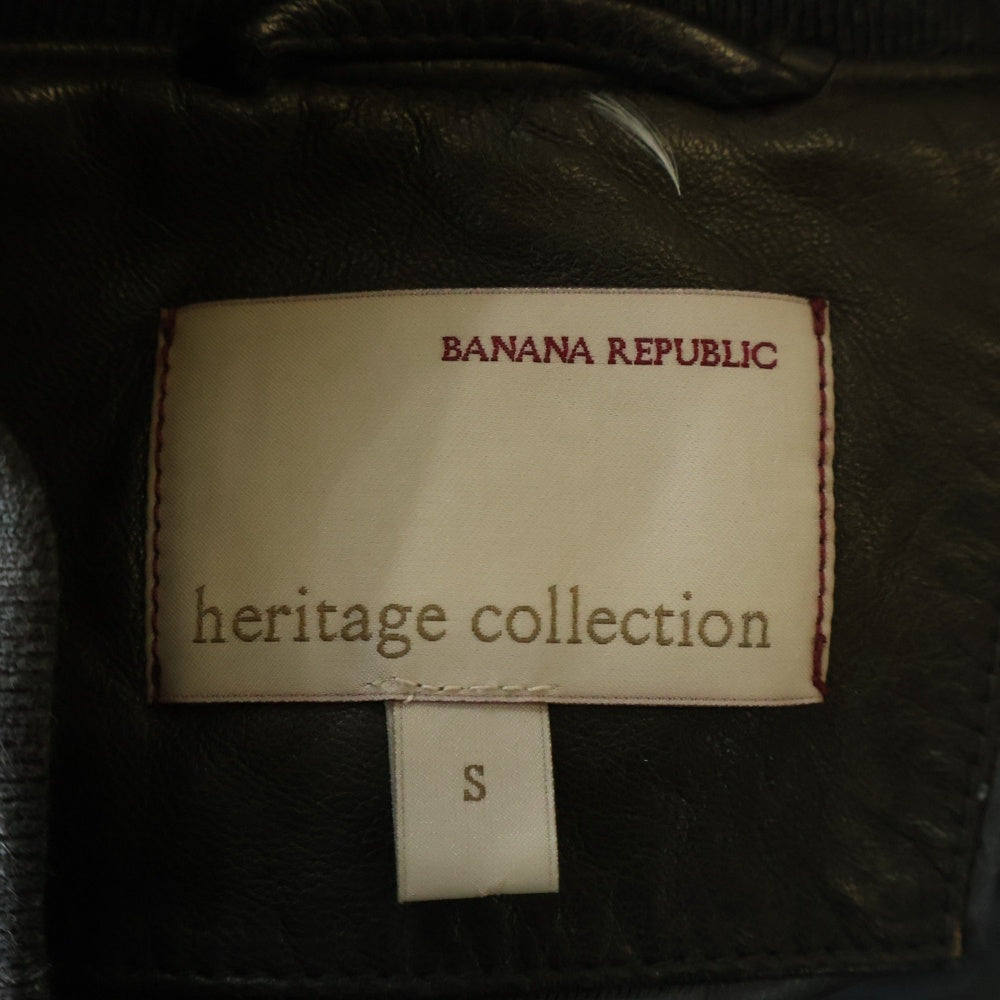 BANANA REPUBLIC
heritage collection
S